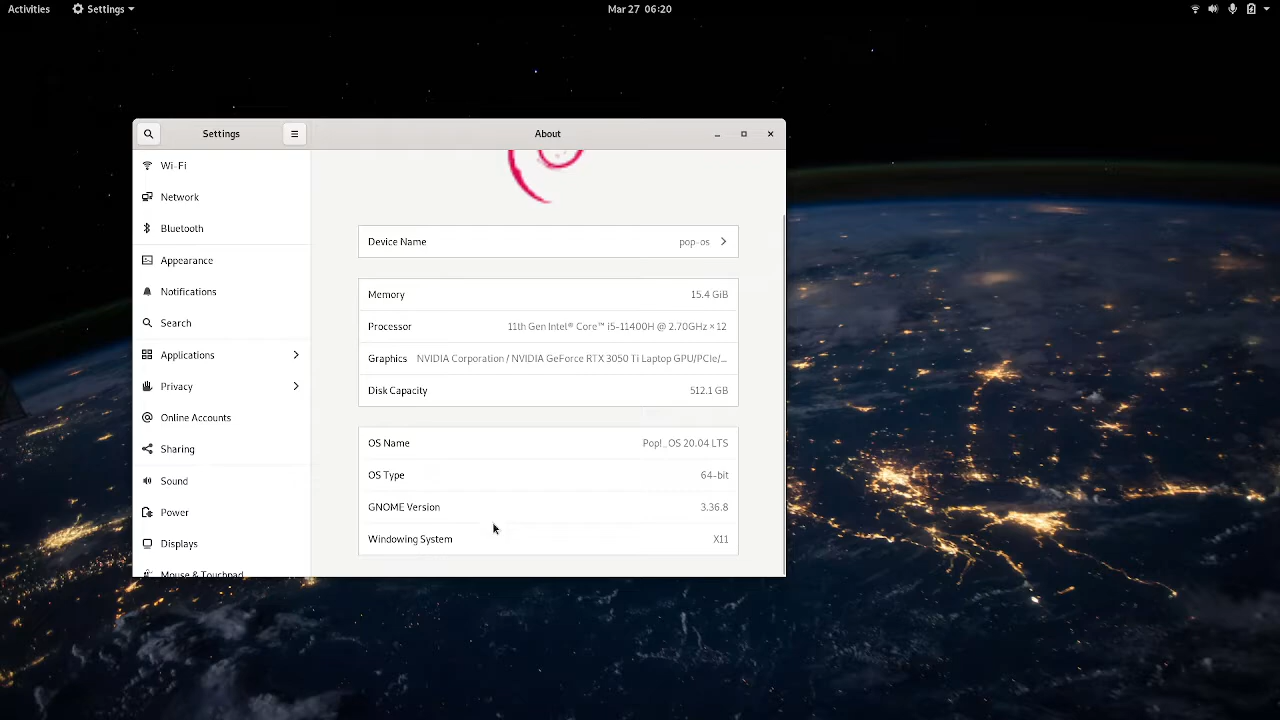 Activities
Settings
Mar 27 06:20
Settings
About
Wi-Fi
Network
Bluetooth
Appearance
Notifications
Search
Applications
Privacy
Online Accounts
Sharing
Sound
Power
Displays
Mouse & Touchpad
Device Name pop-os
Memory 15.4 GiB
Processor 11th Gen Intel® Core™ i5-11400H @ 2.70GHz × 12
Graphics NVIDIA Corporation / NVIDIA GeForce RTX 3050 Ti Laptop GPU/PCIe/...
Disk Capacity 512.1 GB
OS Name Pop!_OS 20.04 LTS
OS Type 64-bit
GNOME Version 3.36.8
Windowing System X11